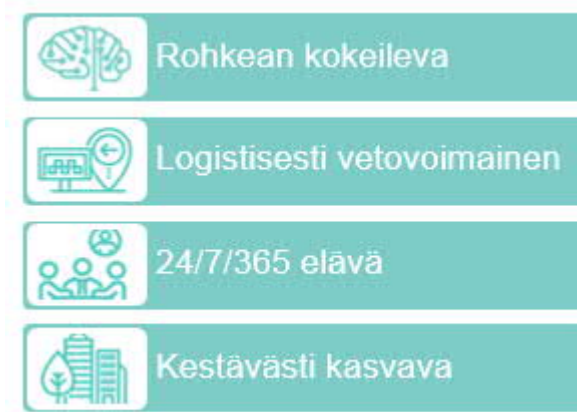 Rohkean kokeileva
Logistisesti vetovoimainen
24/7/365 elävä
Kestävästi kasvava